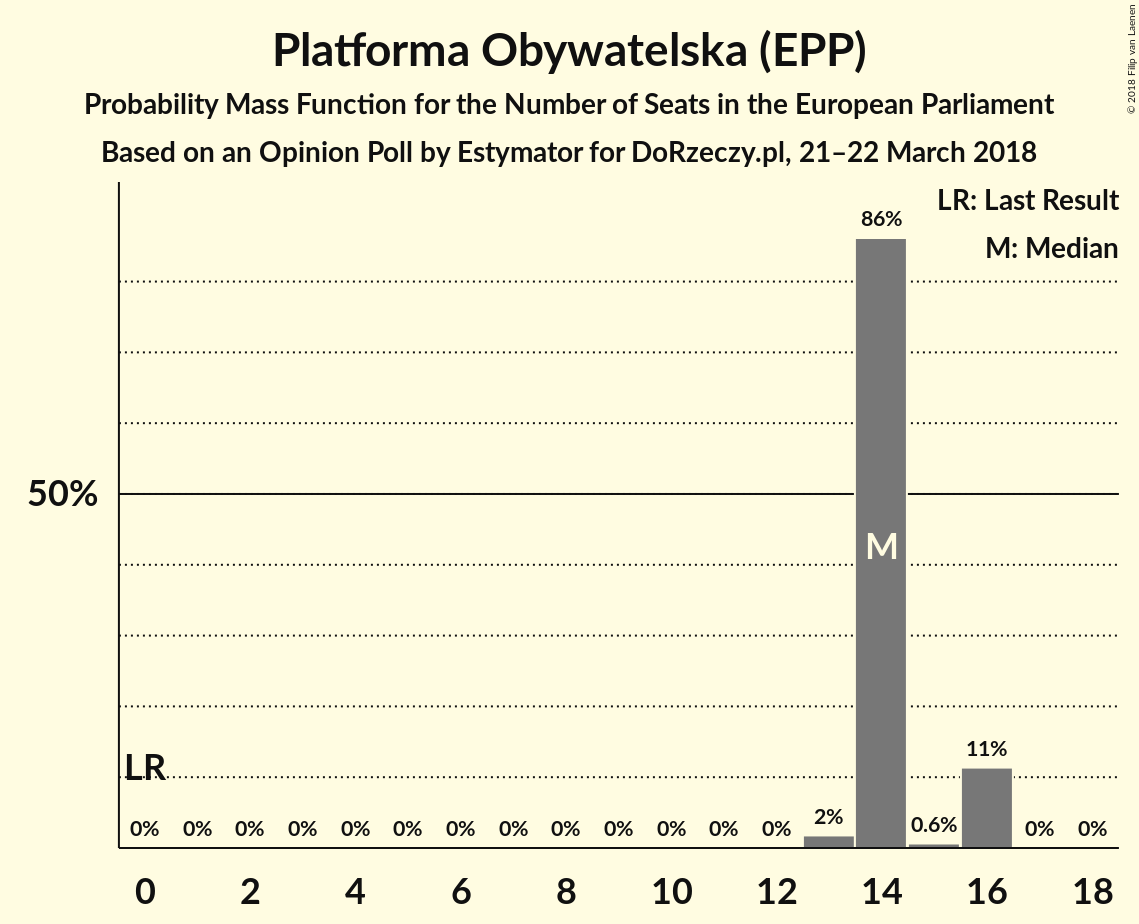 Platforma Obywatelska (EPP)
Probability Mass Function for the Number of Seats in the European Parliament
Based on an Opinion Poll by Estymator for DoRzeczy.pl, 21–22 March 2018
© 2018 Filip van Laenen
LR: Last Result
M: Median
86%
50%
M
LR
11%
0% 0% 0% 0% 0% 0% 0% 0% 0% 0% 0% 0% 0% 2% 0.6% 0% 0%
0 2 4 6 8 10 12 14 16 18